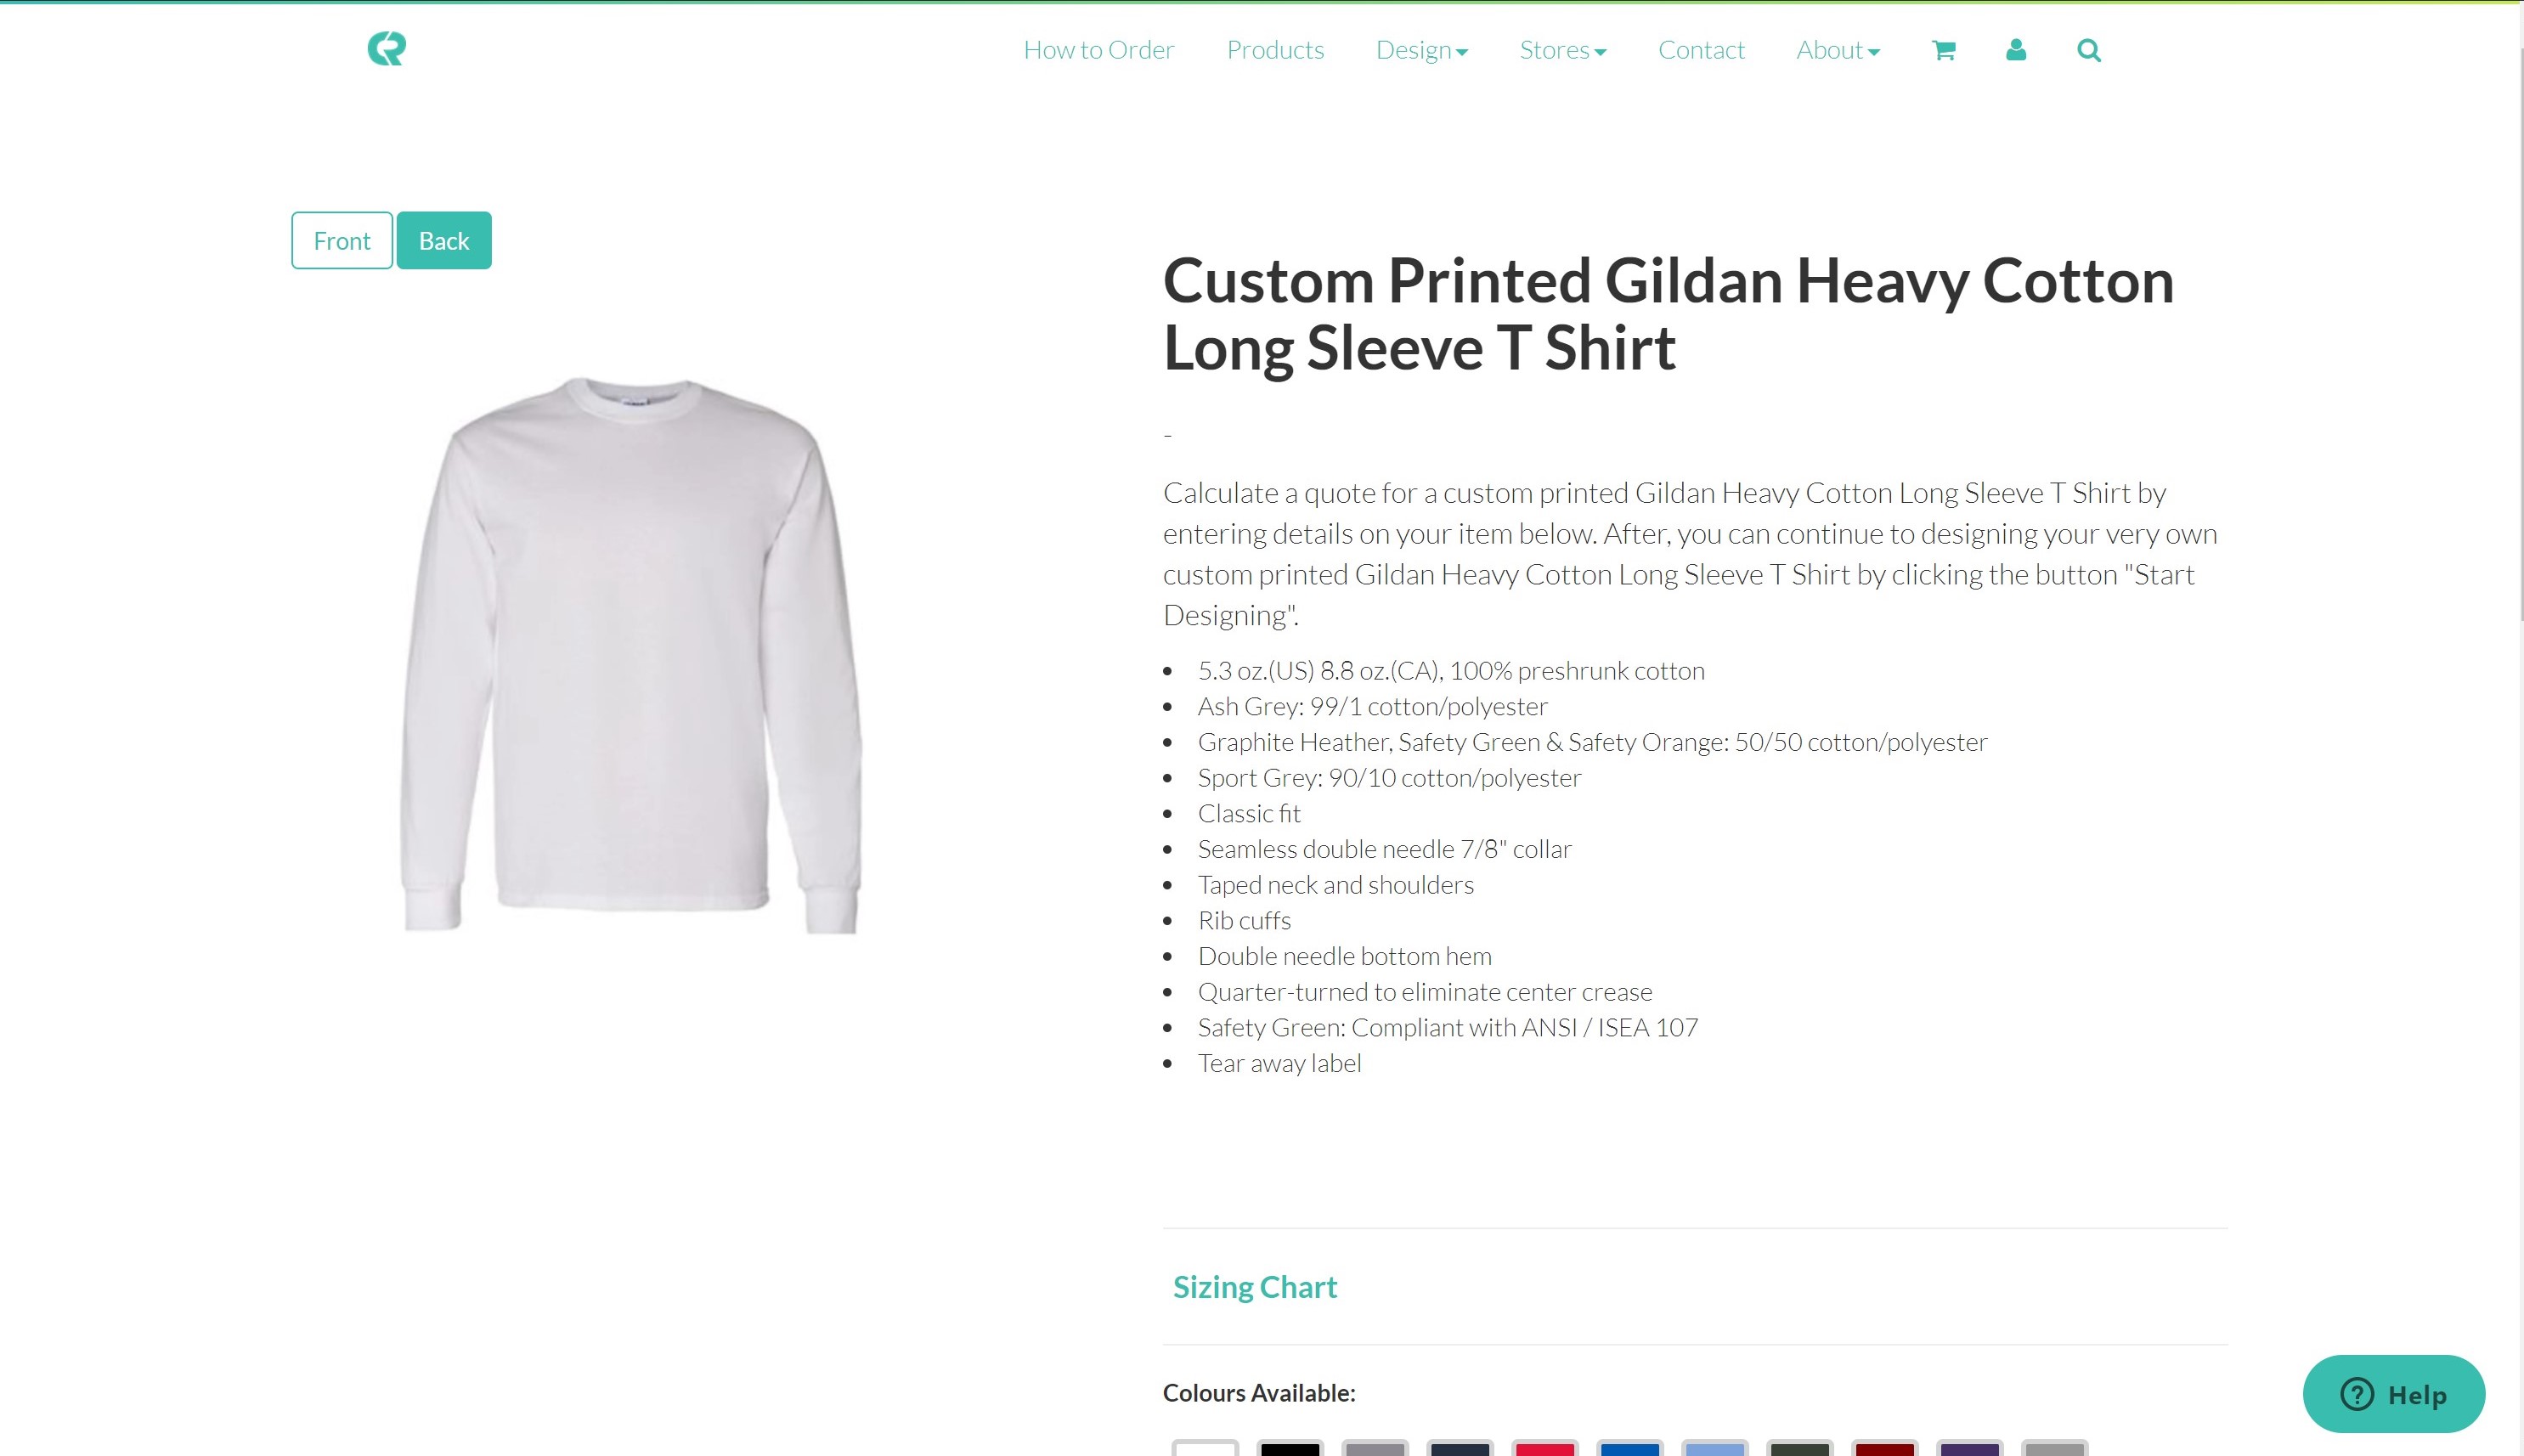 How to Order
Products
Design
Stores
Contact
About
Front
Back
Custom Printed Gildan Heavy Cotton
Long Sleeve T Shirt
-
Calculate a quote for a custom printed Gildan Heavy Cotton Long Sleeve T Shirt by
entering details on your item below. After, you can continue to designing your very own
custom printed Gildan Heavy Cotton Long Sleeve T Shirt by clicking the button "Start
Designing".
5.3 oz.(US) 8.8 oz.(CA), 100% preshrunk cotton
Ash Grey: 99/1 cotton/polyester
Graphite Heather, Safety Green & Safety Orange: 50/50 cotton/polyester
Sport Grey: 90/10 cotton/polyester
Classic fit
Seamless double needle 7/8" collar
Taped neck and shoulders
Rib cuffs
Double needle bottom hem
Quarter-turned to eliminate center crease
Safety Green: Compliant with ANSI / ISEA 107
Tear away label
Sizing Chart
Colours Available:
Help